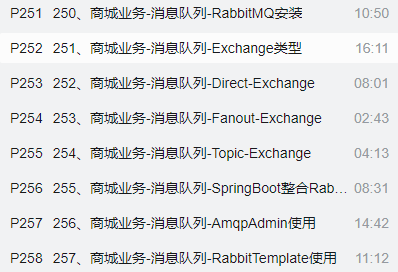 P251 250、商城业务-消息队列-RabbitMQ安装 10:50
P252 251、商城业务-消息队列-Exchange类型 16:11
P253 252、商城业务-消息队列-Direct-Exchange 08:01
P254 253、商城业务-消息队列-Fanout-Exchange 02:43
P255 254、商城业务-消息队列-Topic-Exchange 04:13
P256 255、商城业务-消息队列-SpringBoot整合Rab... 08:31
P257 256、商城业务-消息队列-AmqpAdmin使用 14:42
P258 257、商城业务-消息队列-RabbitTemplate使用 11:12